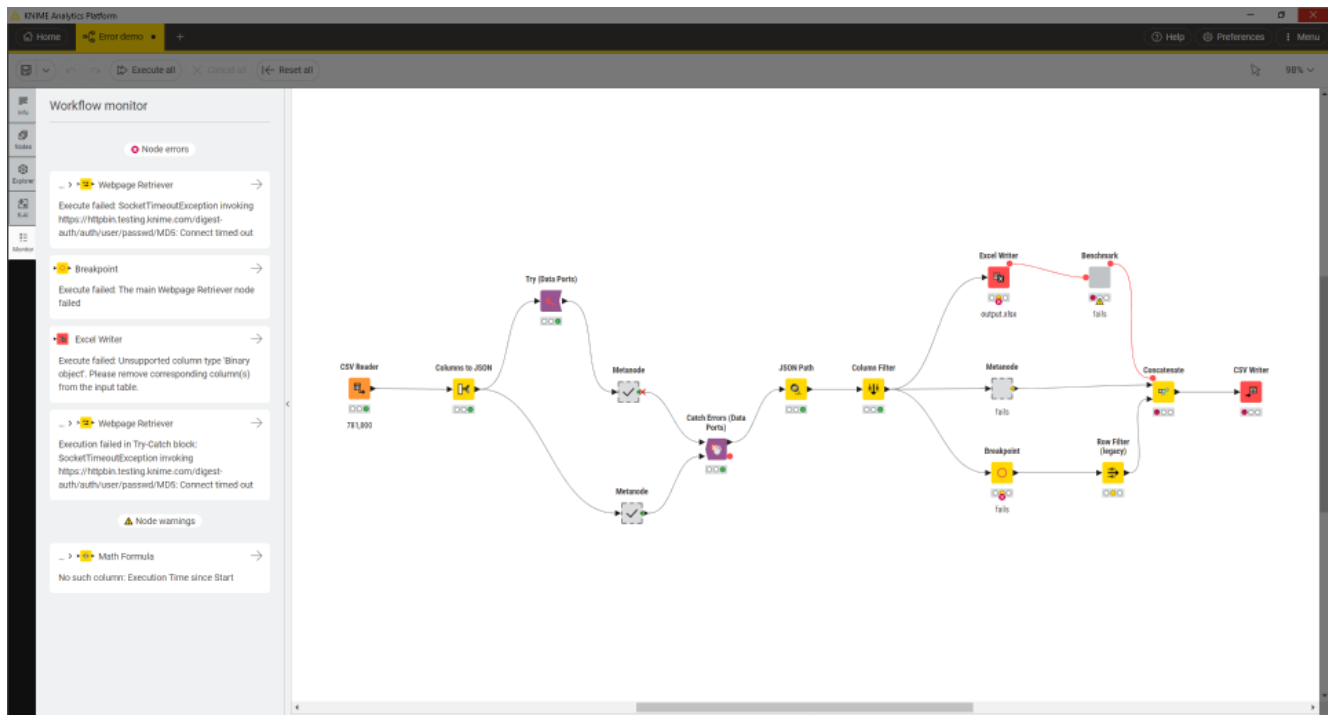 KNIME Analytics Platform
Home
Error demo
Help
Preferences
Menu
Execute all
Cancel all
Reset all
98%
Info
Nodes
Explorer
K-AI
Monitor
Workflow monitor
Node errors
... > Webpage Retriever
Execute failed: SocketTimeoutException invoking
https://httpbin.testing.knime.com/digest-
auth/auth/user/passwd/MD5: Connect timed out
Breakpoint
Execute failed: The main Webpage Retriever node
failed
Excel Writer
Execute failed: Unsupported column type 'Binary
object'. Please remove corresponding column(s)
from the input table.
... > Webpage Retriever
Execution failed in Try-Catch block:
SocketTimeoutException invoking
https://httpbin.testing.knime.com/digest-
auth/auth/user/passwd/MD5: Connect timed out
Node warnings
... > Math Formula
No such column: Execution Time since Start
CSV Reader
781,800
Columns to JSON
Try (Data Ports)
Metanode
Metanode
Catch Errors (Data
Ports)
JSON Path
Column Filter
Excel Writer
output.xlsx
Benchmark
fails
Metanode
fails
Breakpoint
fails
Row Filter
(legacy)
Concatenate
CSV Writer